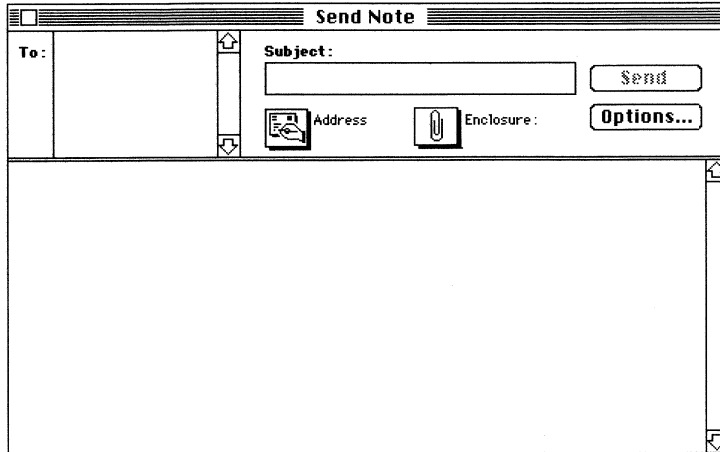 Send Note
To:
Subject:
Send
Address
Enclosure:
Options...